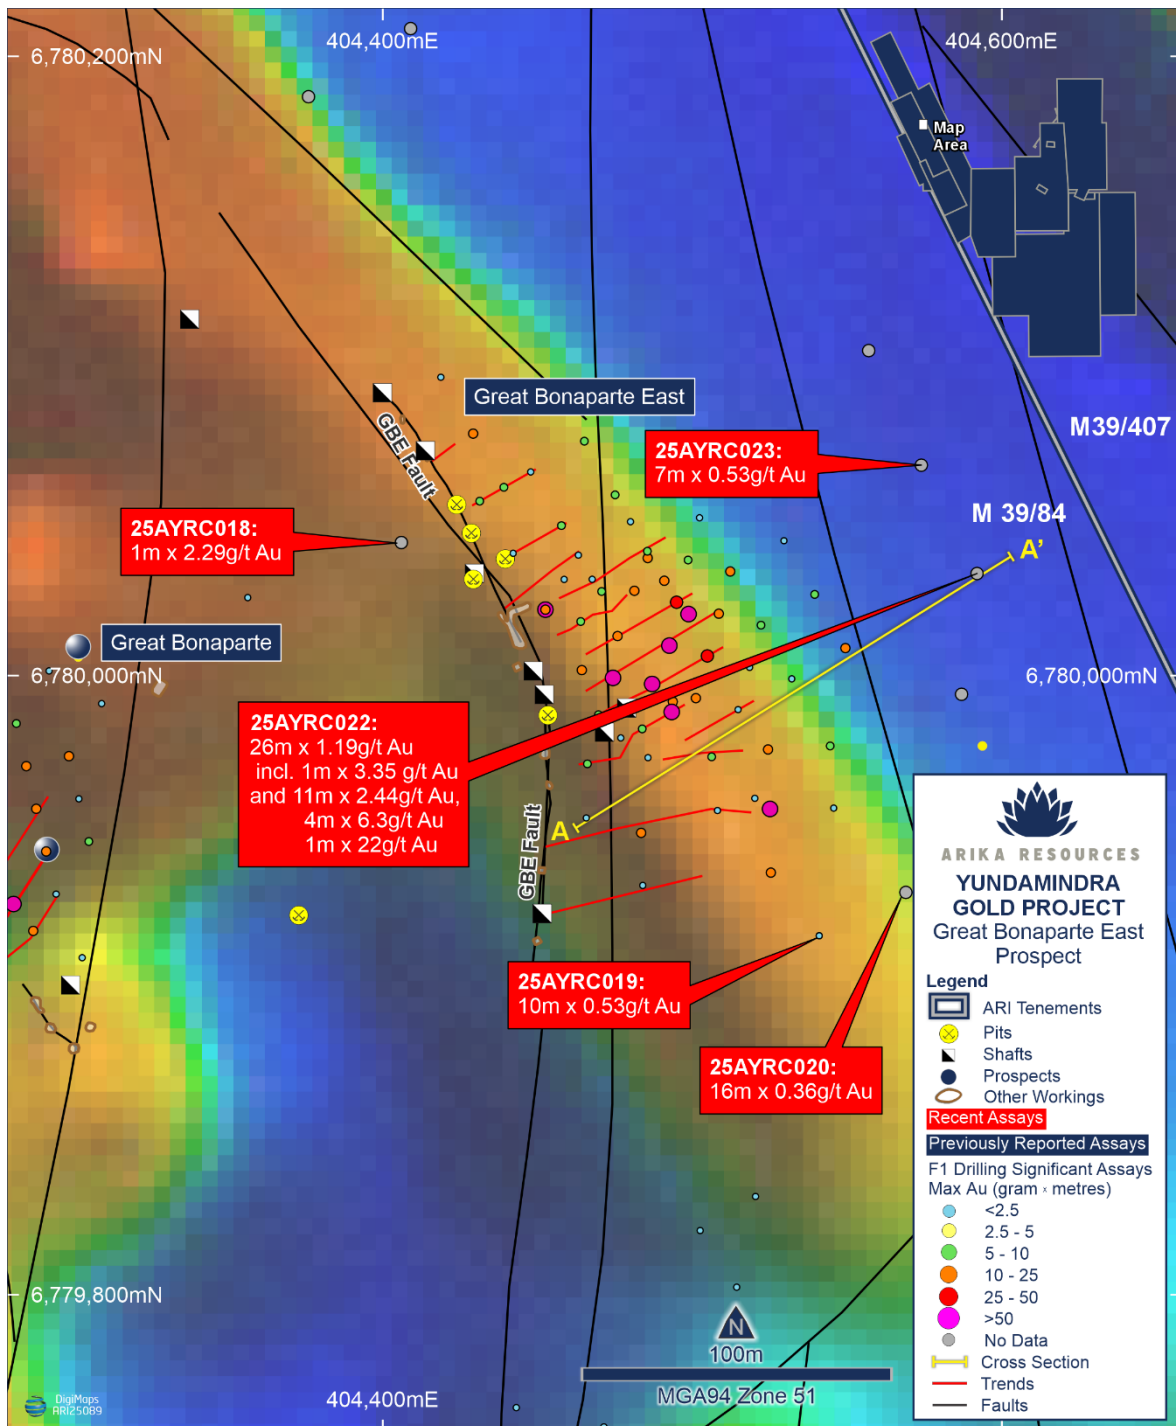 404,400mE
404,600mE
6,780,200mN
Map
Area
M39/407
Great Bonaparte East
GBE Fault
25AYRC023:
7m x 0.53g/t Au
25AYRC018:
1m x 2.29g/t Au
M 39/84
A'
Great Bonaparte
6,780,000mN
6,780,000mN
25AYRC022:
26m x 1.19g/t Au
incl. 1m x 3.35 g/t Au
and 11m x 2.44g/t Au,
4m x 6.3g/t Au
1m x 22g/t Au
A
GBE Fault
25AYRC019:
10m x 0.53g/t Au
25AYRC020:
16m x 0.36g/t Au
6,779,800mN
N
100m
MGA94 Zone 51
404,400mE
DigiMaps
ARI25089
ARIKA RESOURCES
YUNDAMINDRA
GOLD PROJECT
Great Bonaparte East
Prospect
Legend
ARI Tenements
Pits
Shafts
Prospects
Other Workings
Recent Assays
Previously Reported Assays
F1 Drilling Significant Assays
Max Au (gram x metres)
<2.5
2.5 - 5
5 - 10
10 - 25
25 - 50
>50
No Data
Cross Section
Trends
Faults